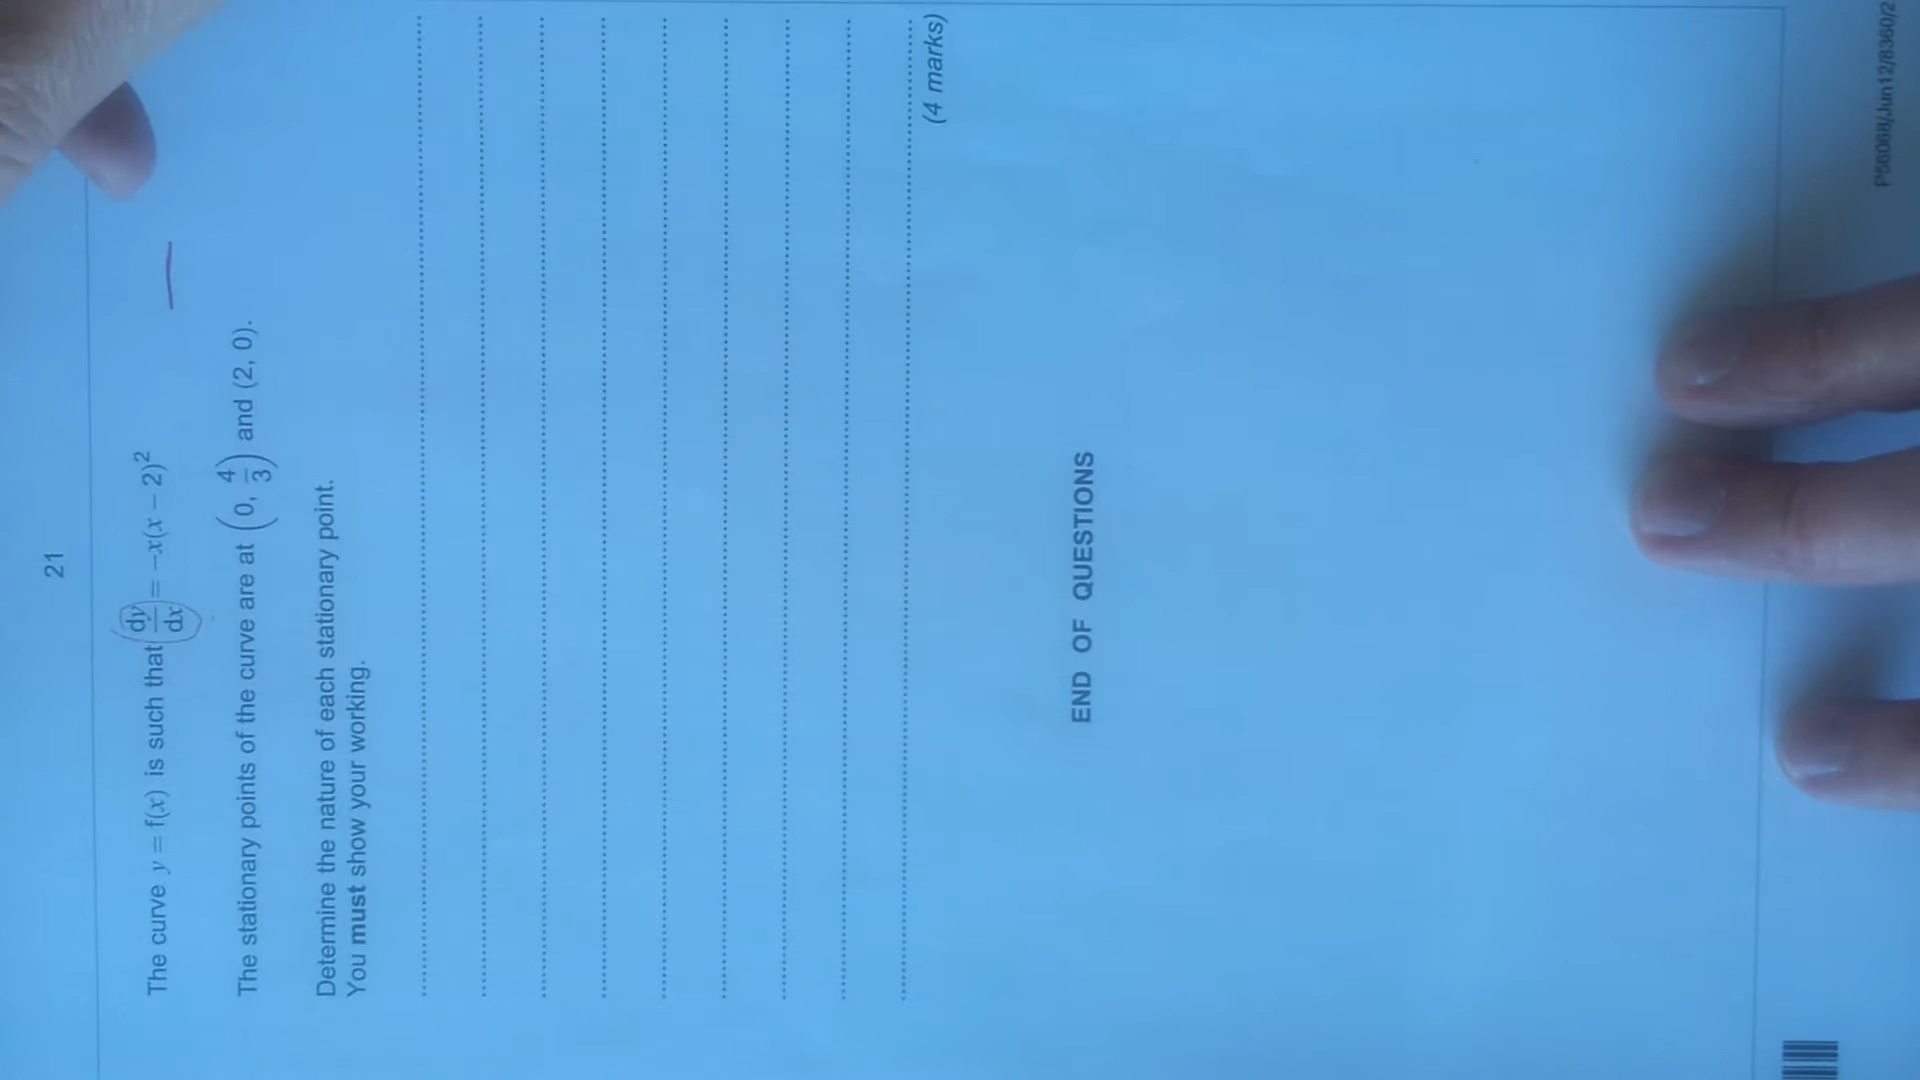 21
The curve y = f(x) is such that dy/dx = −x(x − 2)²
The stationary points of the curve are at (0, 4/3) and (2, 0).
Determine the nature of each stationary point.
You must show your working.
(4 marks)
END OF QUESTIONS
P56068/Jun12/8360/2